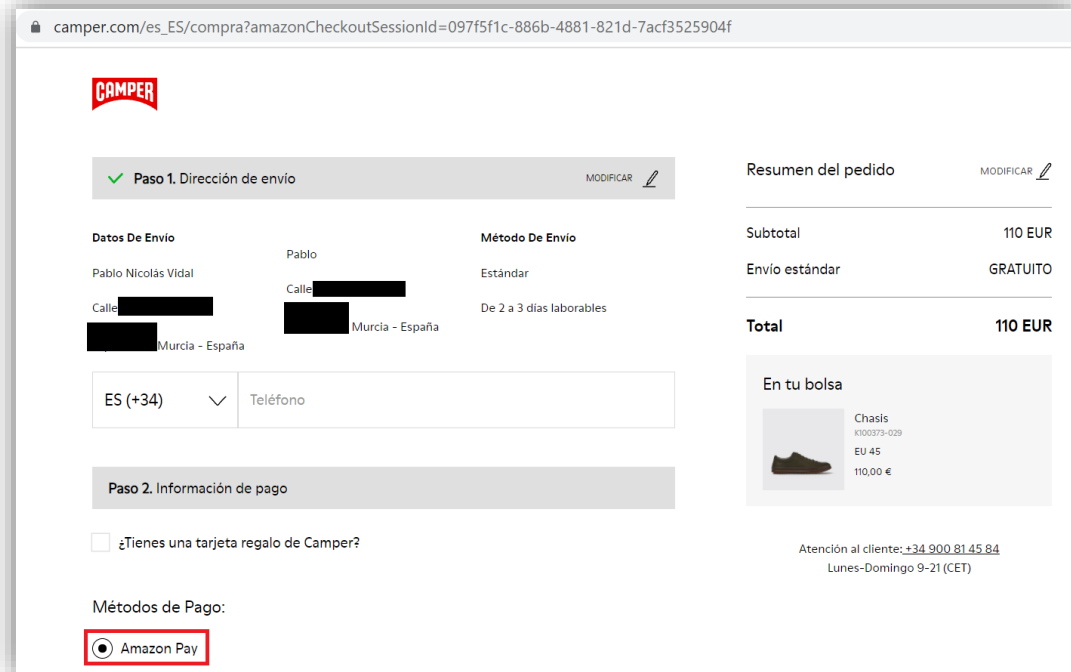 camper.com/es_ES/compra?amazonCheckoutSessionId=097f5f1c-886b-4881-821d-7acf3525904f
CAMPER
Paso 1. Dirección de envío
MODIFICAR
Datos De Envío
Pablo Nicolás Vidal
Calle
Murcia - España
Pablo
Calle
Murcia - España
Método De Envío
Estándar
De 2 a 3 días laborables
ES (+34)
Teléfono
Paso 2. Información de pago
¿Tienes una tarjeta regalo de Camper?
Métodos de Pago:
Amazon Pay
Resumen del pedido
MODIFICAR
Subtotal 110 EUR
Envío estándar GRATUITO
Total 110 EUR
En tu bolsa
Chasis
K100373-029
EU 45
110,00 €
Atención al cliente: +34 900 81 45 84
Lunes-Domingo 9-21 (CET)